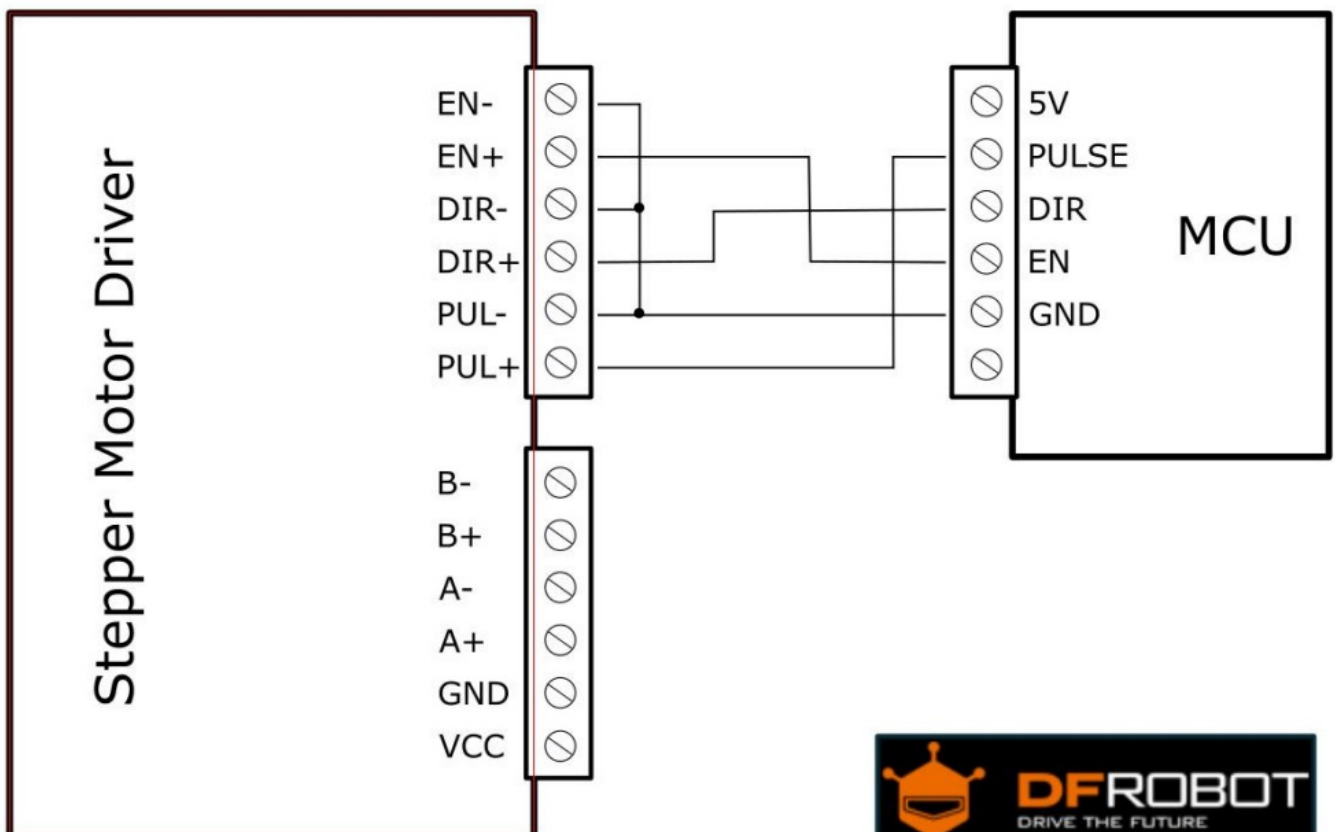 Stepper Motor Driver
EN-
EN+
DIR-
DIR+
PUL-
PUL+
B-
B+
A-
A+
GND
VCC
5V
PULSE
DIR
EN
GND
MCU
DFROBOT
DRIVE THE FUTURE